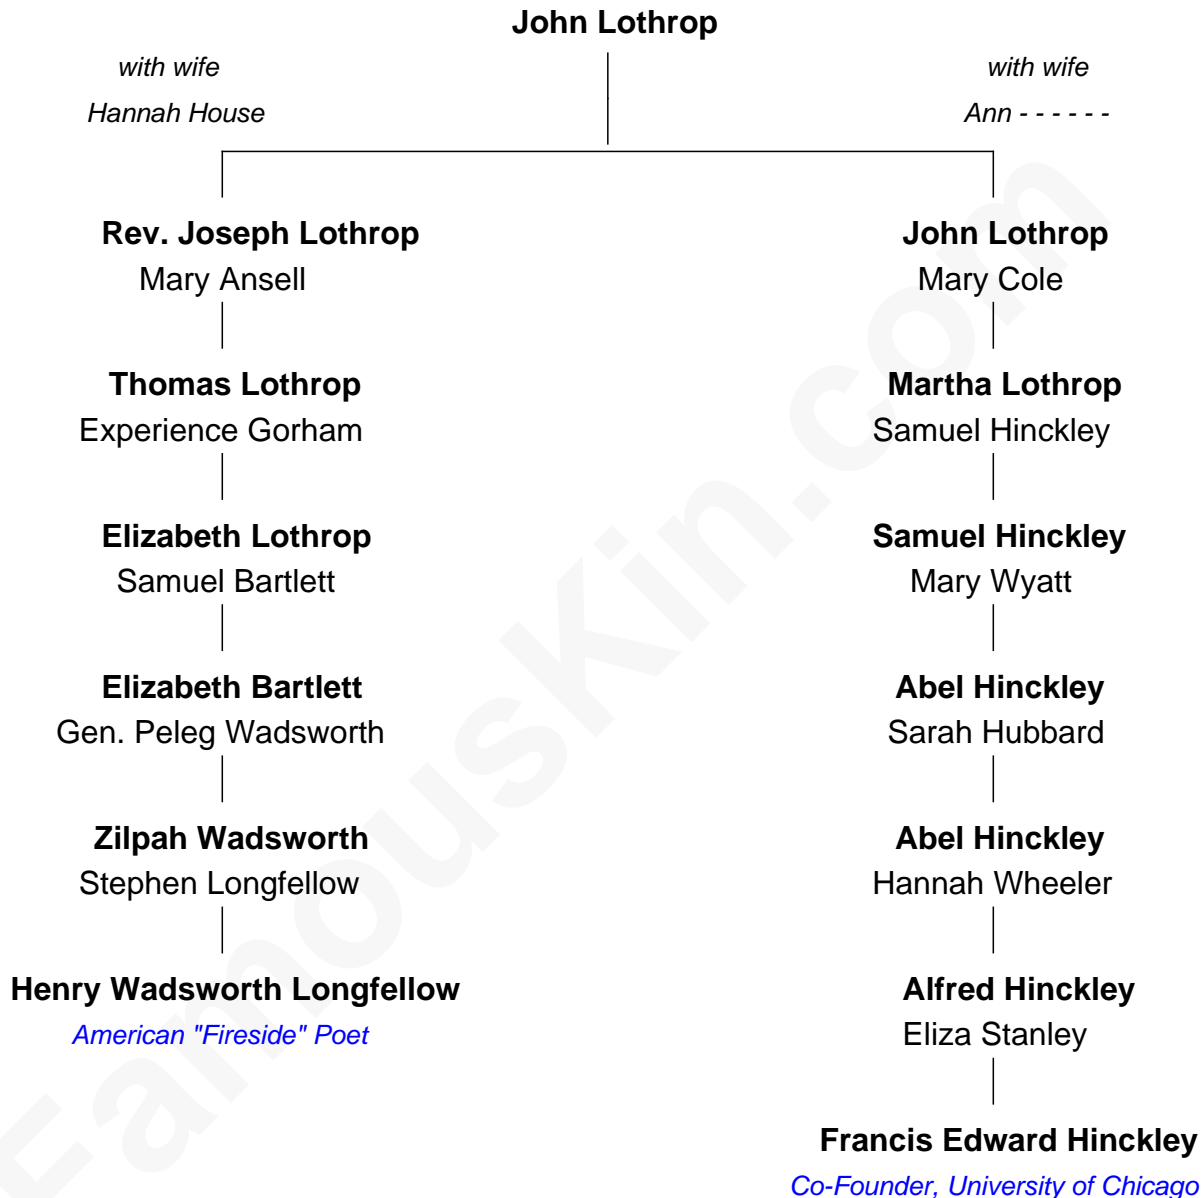 John Lothrop
with wife
Hannah House
with wife
Ann - - - - - -
Rev. Joseph Lothrop
Mary Ansell
John Lothrop
Mary Cole
Thomas Lothrop
Experience Gorham
Martha Lothrop
Samuel Hinckley
Elizabeth Lothrop
Samuel Bartlett
Samuel Hinckley
Mary Wyatt
Elizabeth Bartlett
Gen. Peleg Wadsworth
Abel Hinckley
Sarah Hubbard
Zilpah Wadsworth
Stephen Longfellow
Abel Hinckley
Hannah Wheeler
Henry Wadsworth Longfellow
American "Fireside" Poet
Alfred Hinckley
Eliza Stanley
Francis Edward Hinckley
Co-Founder, University of Chicago
FamousKin.com